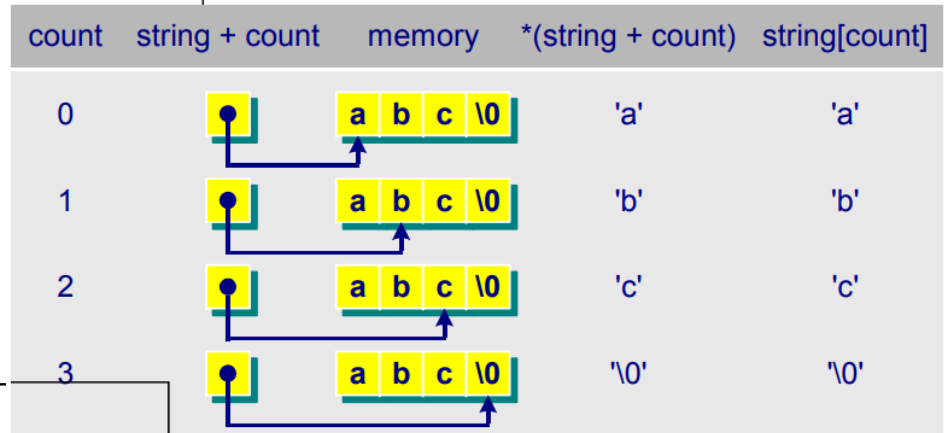 count string + count memory *(string + count) string[count]
0 a b c \0 'a' 'a'
1 a b c \0 'b' 'b'
2 a b c \0 'c' 'c'
3 a b c \0 '\0' '\0'